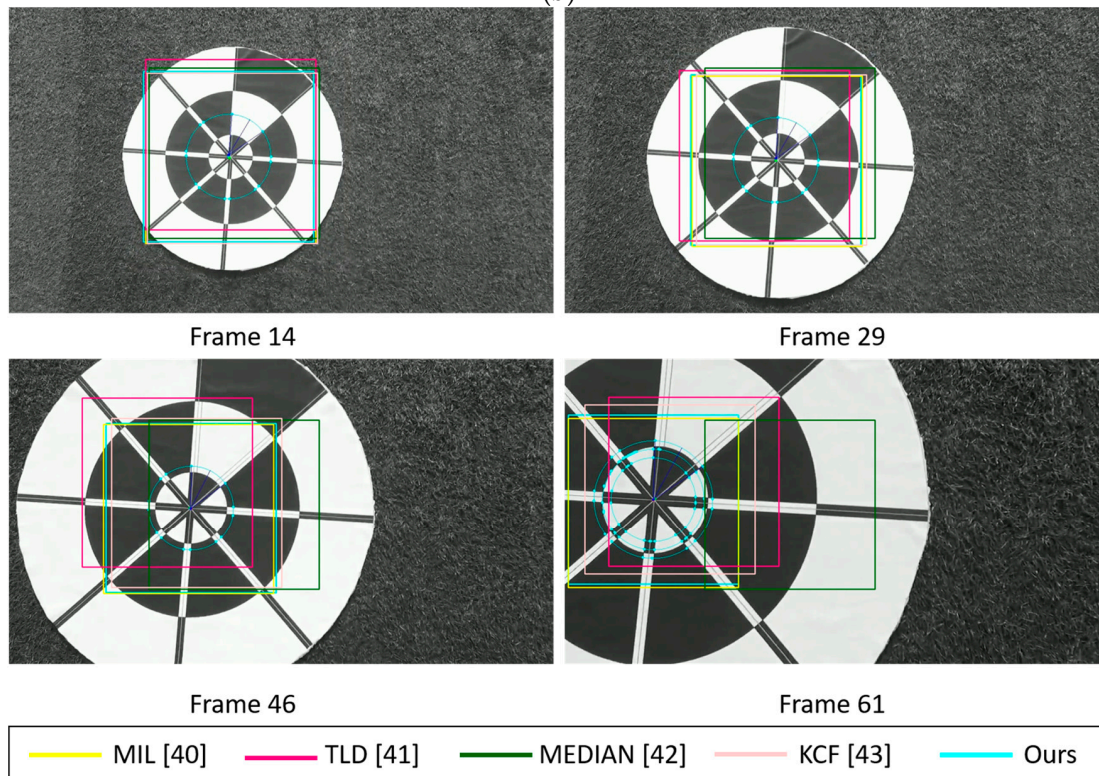 (b)
Frame 14
Frame 29
Frame 46
Frame 61
MIL [40] TLD [41] MEDIAN [42] KCF [43] Ours